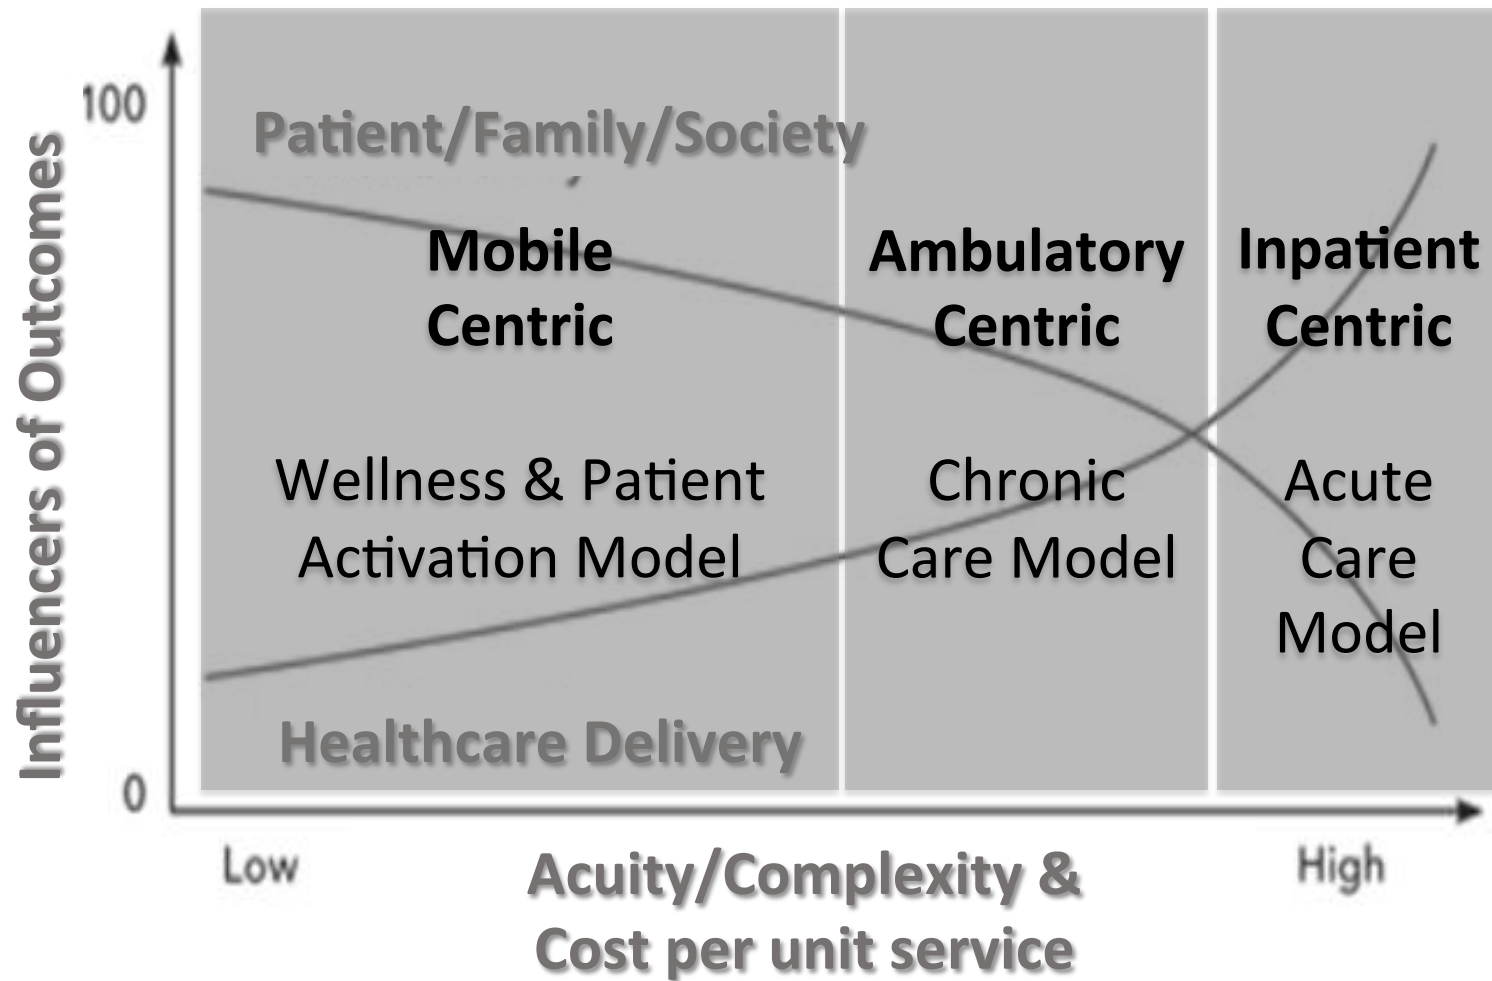 Influencers of Outcomes
100
0
Patient/Family/Society
Mobile
Centric
Wellness & Patient
Activation Model
Ambulatory
Centric
Chronic
Care Model
Inpatient
Centric
Acute
Care
Model
Healthcare Delivery
Low
High
Acuity/Complexity &
Cost per unit service